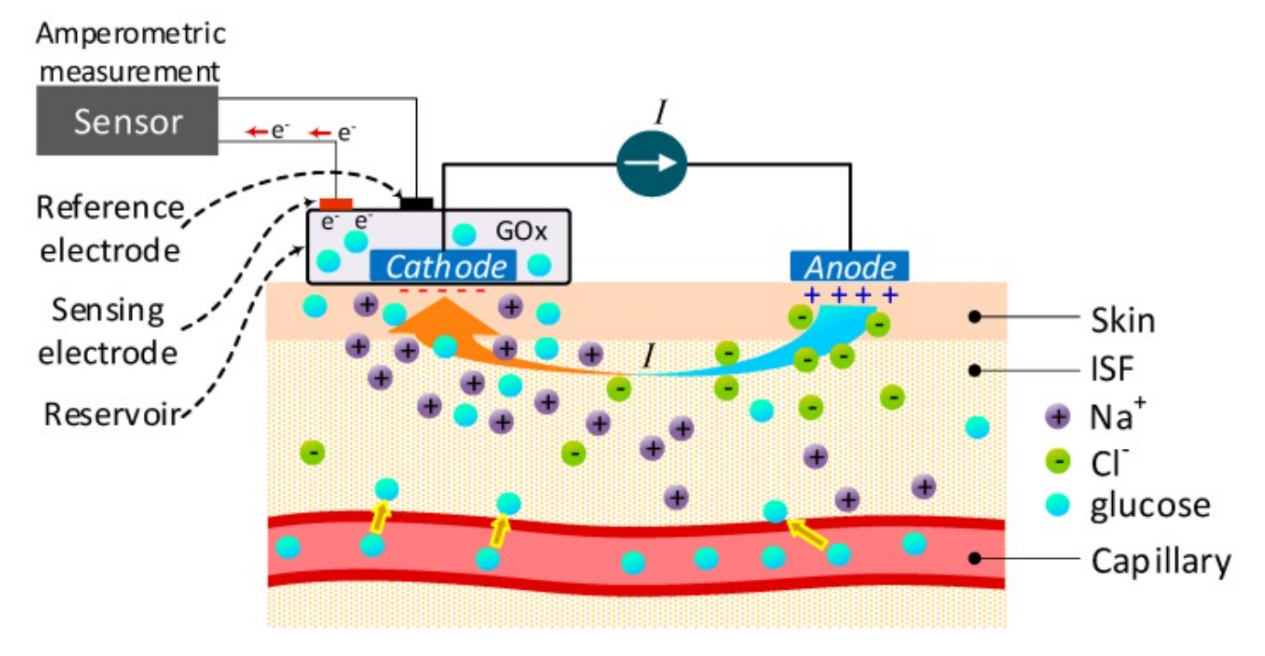 Amperometric
measurement
Sensor
e⁻ e⁻
I
Reference
electrode
e⁻ e⁻
GOx
Cathode
Anode
- - - - -
+ + + +
Sensing
electrode
Reservoir
I
Skin
ISF
Na⁺
Cl⁻
glucose
Capillary